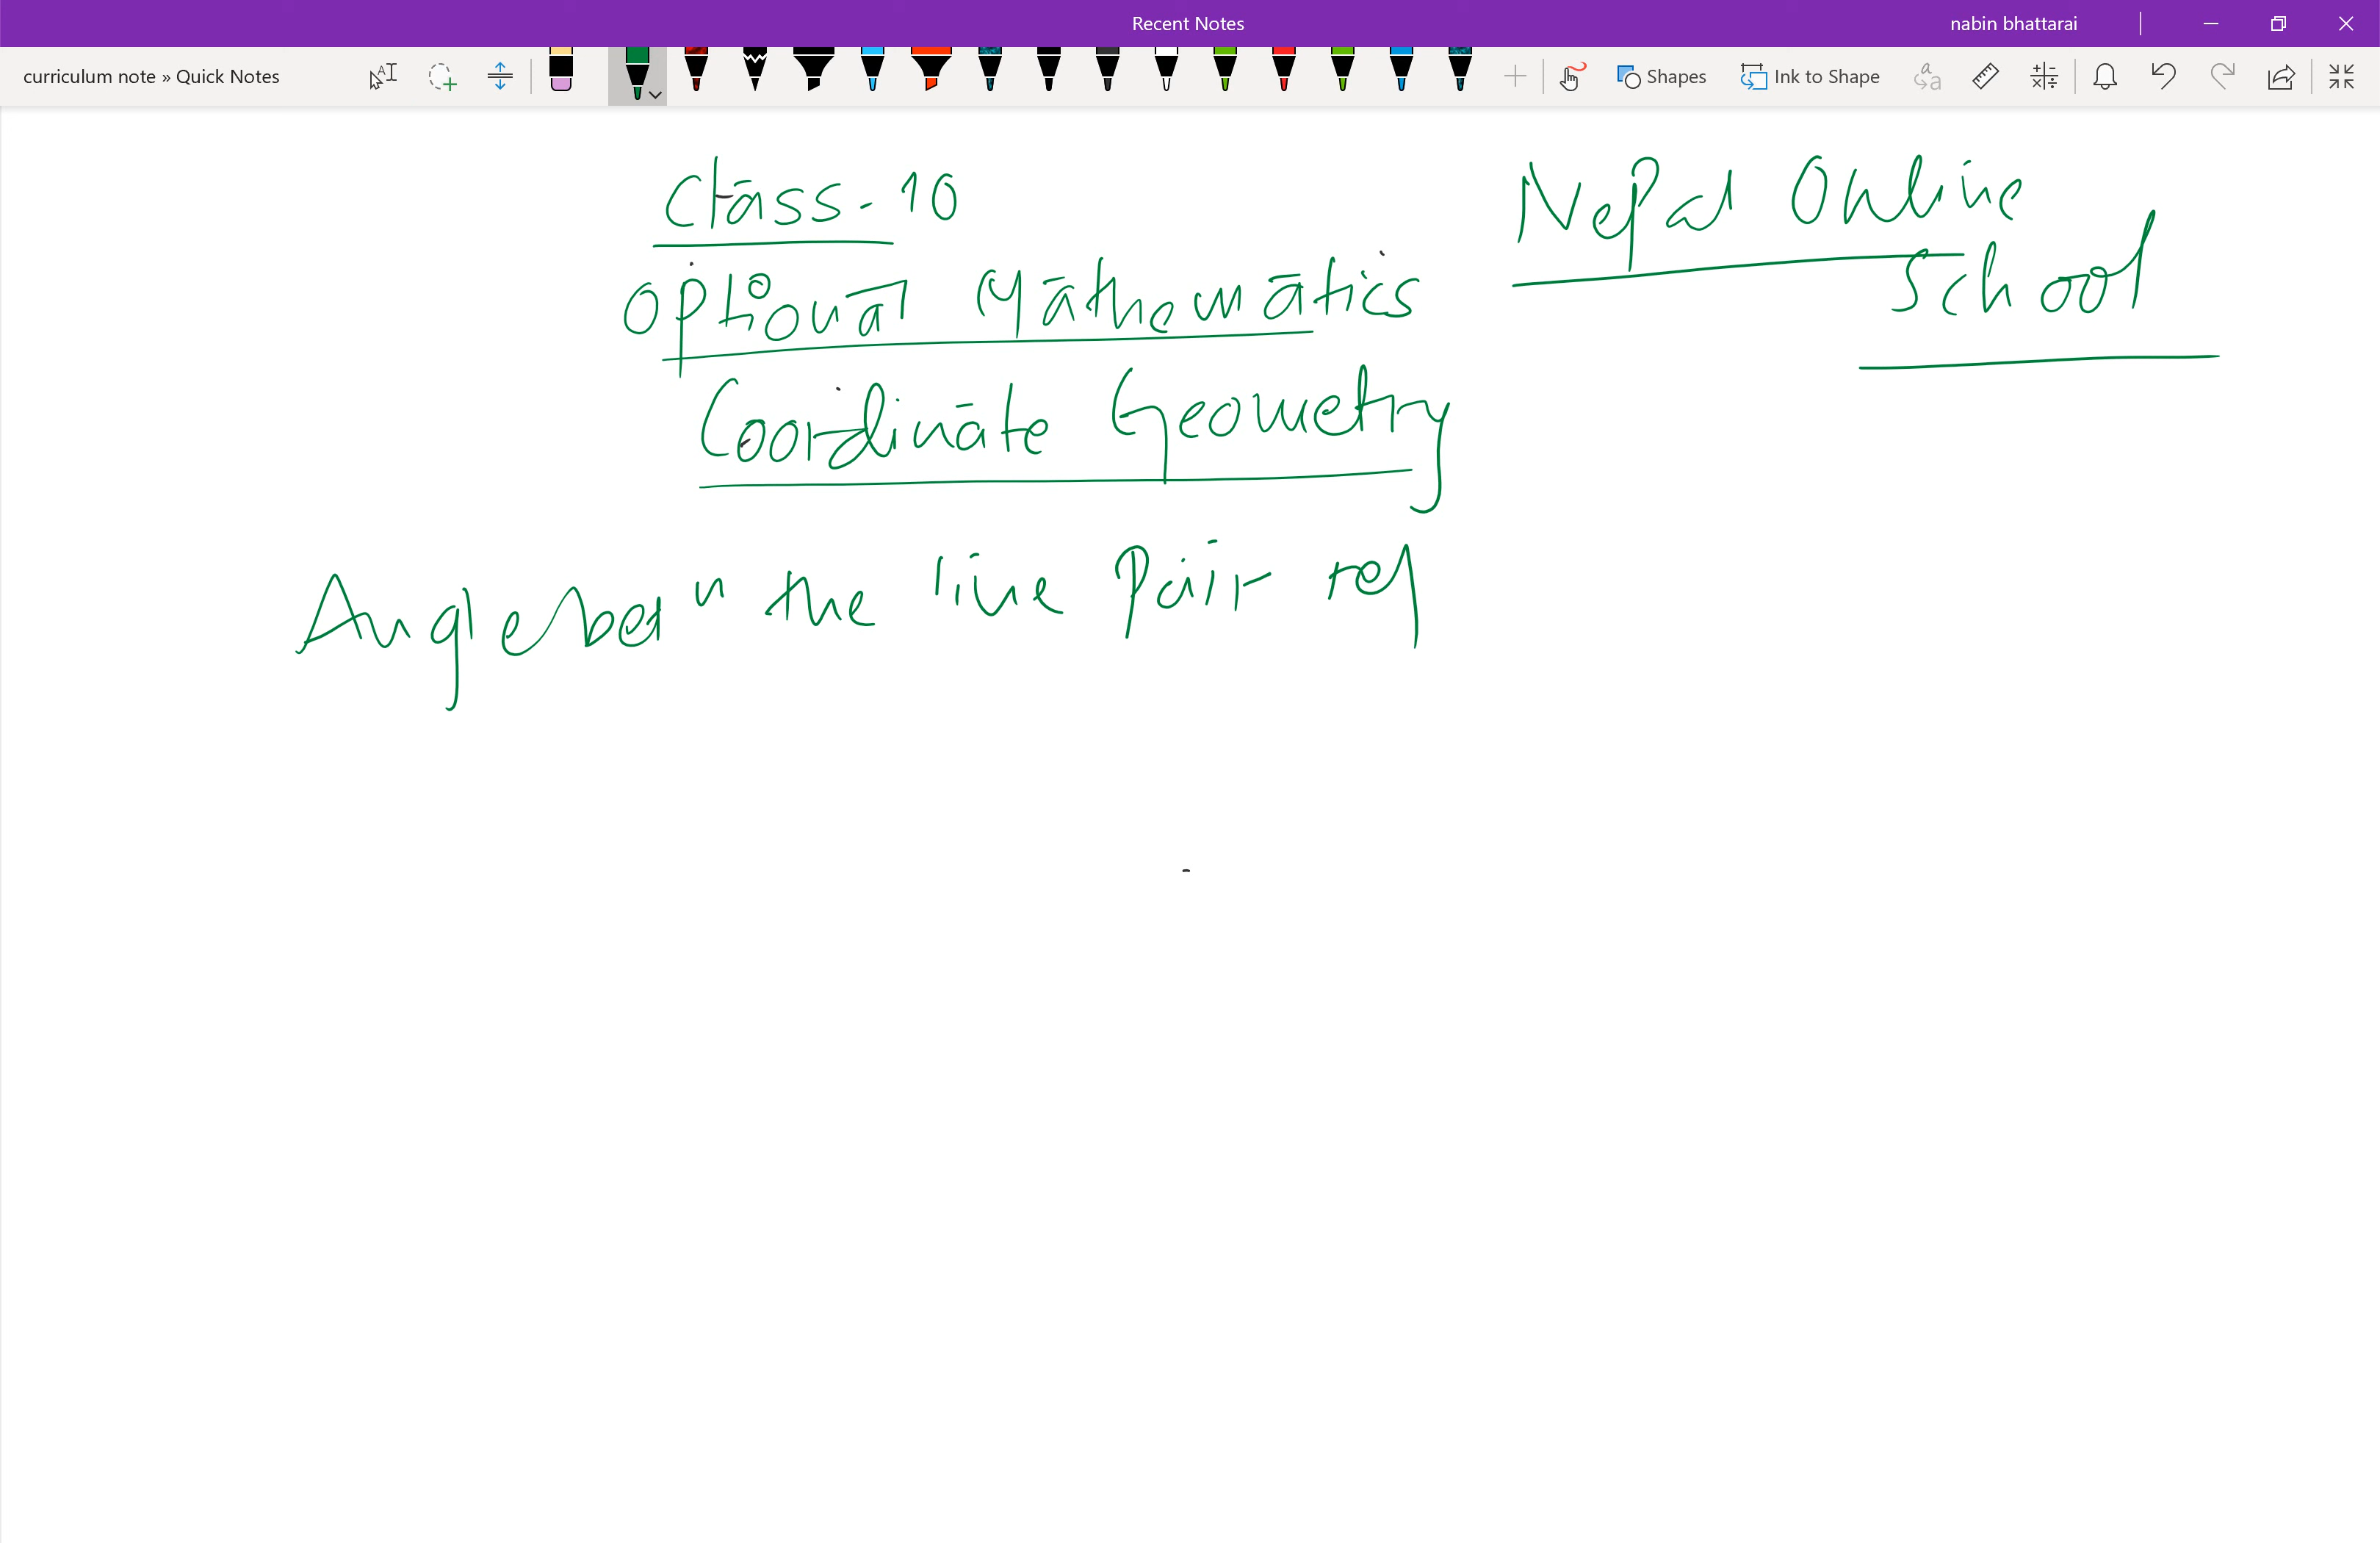 Recent Notes
nabin bhattarai
curriculum note » Quick Notes
Shapes
Ink to Shape
Class-10
Nepal Online
School
Optional Mathematics
Coordinate Geometry
Angle betn the line Pair